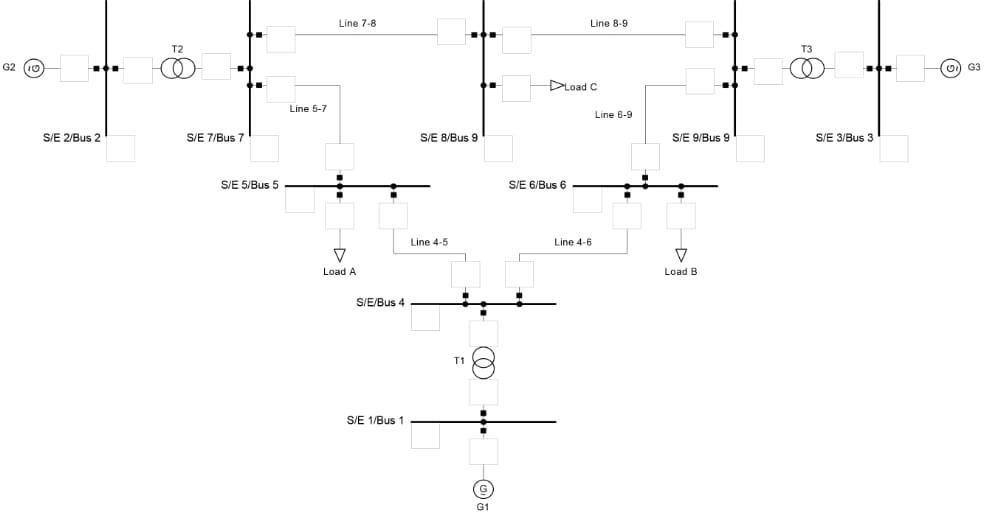 Line 7-8
Line 8-9
T2
T3
G2
G3
Load C
Line 5-7
Line 6-9
S/E 2/Bus 2
S/E 7/Bus 7
S/E 8/Bus 9
S/E 9/Bus 9
S/E 3/Bus 3
S/E 5/Bus 5
S/E 6/Bus 6
Line 4-5
Line 4-6
Load A
Load B
S/E/Bus 4
T1
S/E 1/Bus 1
G
G1